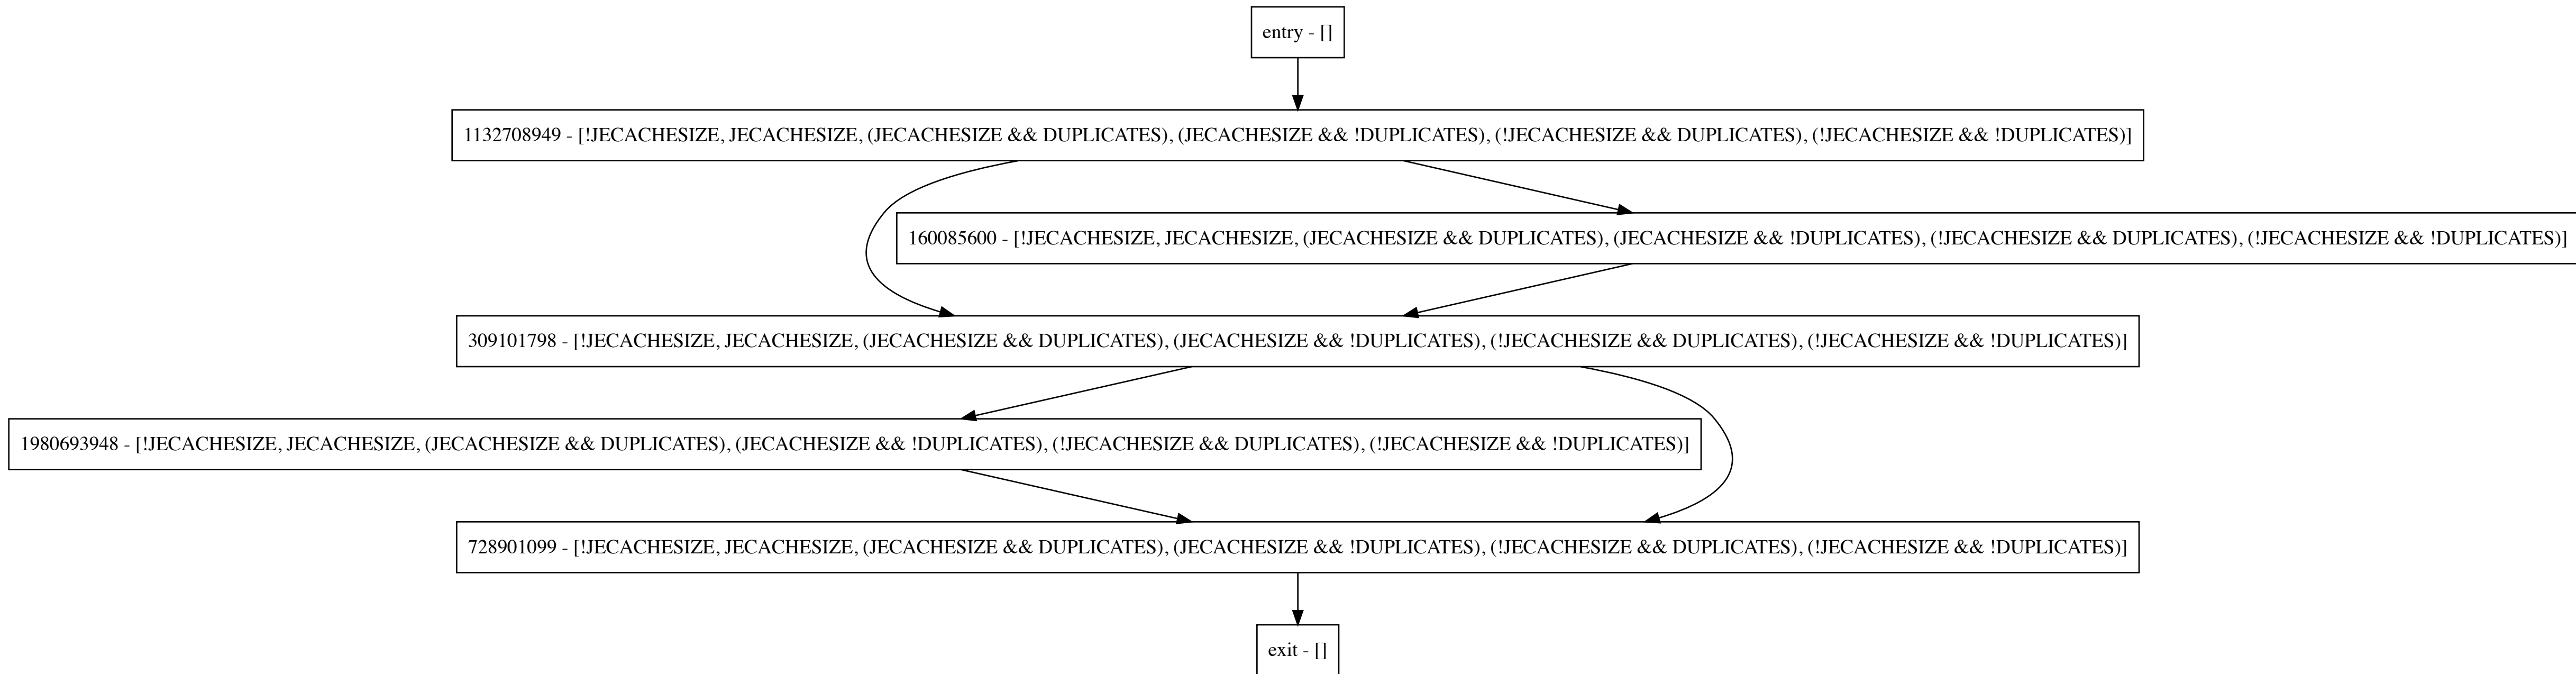 entry - []
1132708949 - [!JECACHESIZE, JECACHESIZE, (JECACHESIZE && DUPLICATES), (JECACHESIZE && !DUPLICATES), (!JECACHESIZE && DUPLICATES), (!JECACHESIZE && !DUPLICATES)]
160085600 - [!JECACHESIZE, JECACHESIZE, (JECACHESIZE && DUPLICATES), (JECACHESIZE && !DUPLICATES), (!JECACHESIZE && DUPLICATES), (!JECACHESIZE && !DUPLICATES)]
309101798 - [!JECACHESIZE, JECACHESIZE, (JECACHESIZE && DUPLICATES), (JECACHESIZE && !DUPLICATES), (!JECACHESIZE && DUPLICATES), (!JECACHESIZE && !DUPLICATES)]
1980693948 - [!JECACHESIZE, JECACHESIZE, (JECACHESIZE && DUPLICATES), (JECACHESIZE && !DUPLICATES), (!JECACHESIZE && DUPLICATES), (!JECACHESIZE && !DUPLICATES)]
728901099 - [!JECACHESIZE, JECACHESIZE, (JECACHESIZE && DUPLICATES), (JECACHESIZE && !DUPLICATES), (!JECACHESIZE && DUPLICATES), (!JECACHESIZE && !DUPLICATES)]
exit - []